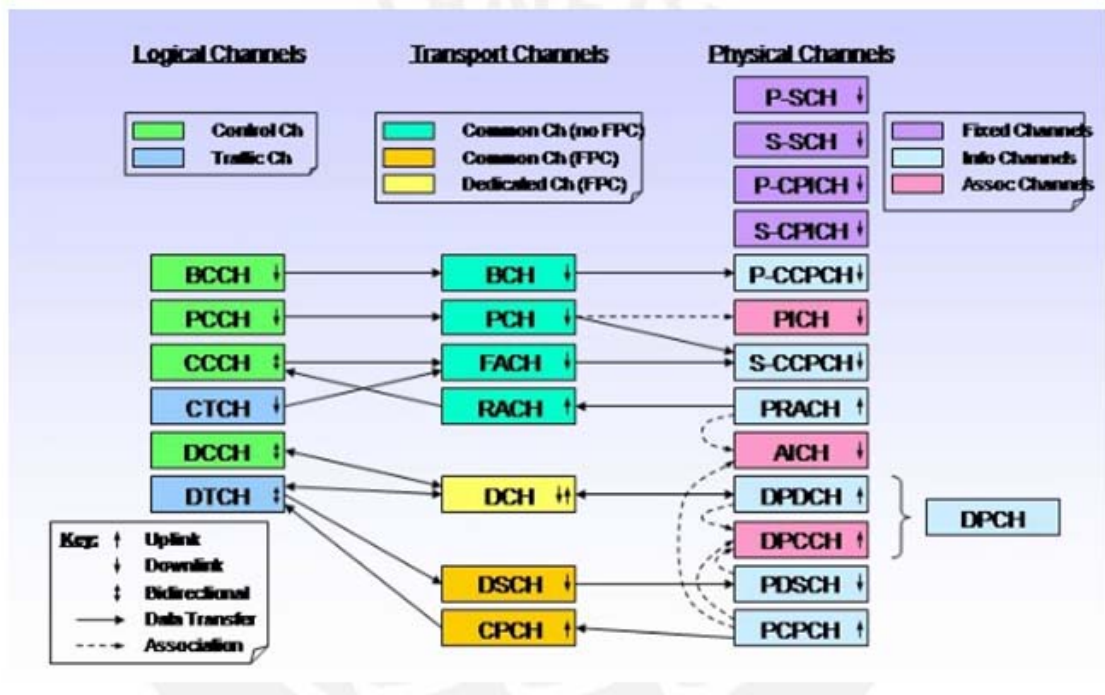 Logical Channels
Transport Channels
Physical Channels
Control Ch
Traffic Ch
Common Ch (no FPC)
Common Ch (FPC)
Dedicated Ch (FPC)
Fixed Channels
Info Channels
Assoc Channels
P-SCH ↓
S-SCH ↓
P-CPICH ↓
S-CPICH ↓
BCCH ↓
BCH ↓
P-CCPCH ↓
PCCH ↓
PCH ↓
PICH ↓
CCCH ↕
FACH ↓
S-CCPCH ↓
CTCH ↓
RACH ↑
PRACH ↑
DCCH ↕
AICH ↓
DTCH ↕
DCH ↓↑
DPDCH ↑
DPCCH ↑
DPCH
DSCH ↓
PDSCH ↓
CPCH ↑
PCPCH ↑
Key: ↑ Uplink
↓ Downlink
↕ Bidirectional
Data Transfer
Association